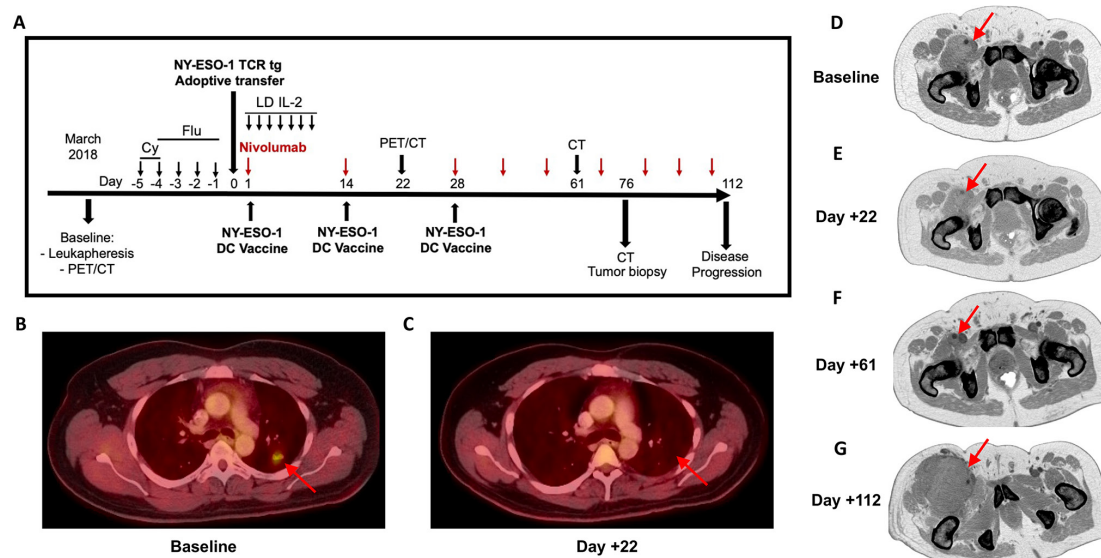 A
NY-ESO-1 TCR tg
Adoptive transfer
LD IL-2
Flu
March
2018
Cy
Nivolumab
PET/CT
CT
Day -5 -4 -3 -2 -1 0 1 14 22 28 61 76 112
Baseline:
- Leukapheresis
- PET/CT
NY-ESO-1
DC Vaccine
NY-ESO-1
DC Vaccine
NY-ESO-1
DC Vaccine
CT
Tumor biopsy
Disease
Progression
B
Baseline
C
Day +22
D
Baseline
E
Day +22
F
Day +61
G
Day +112